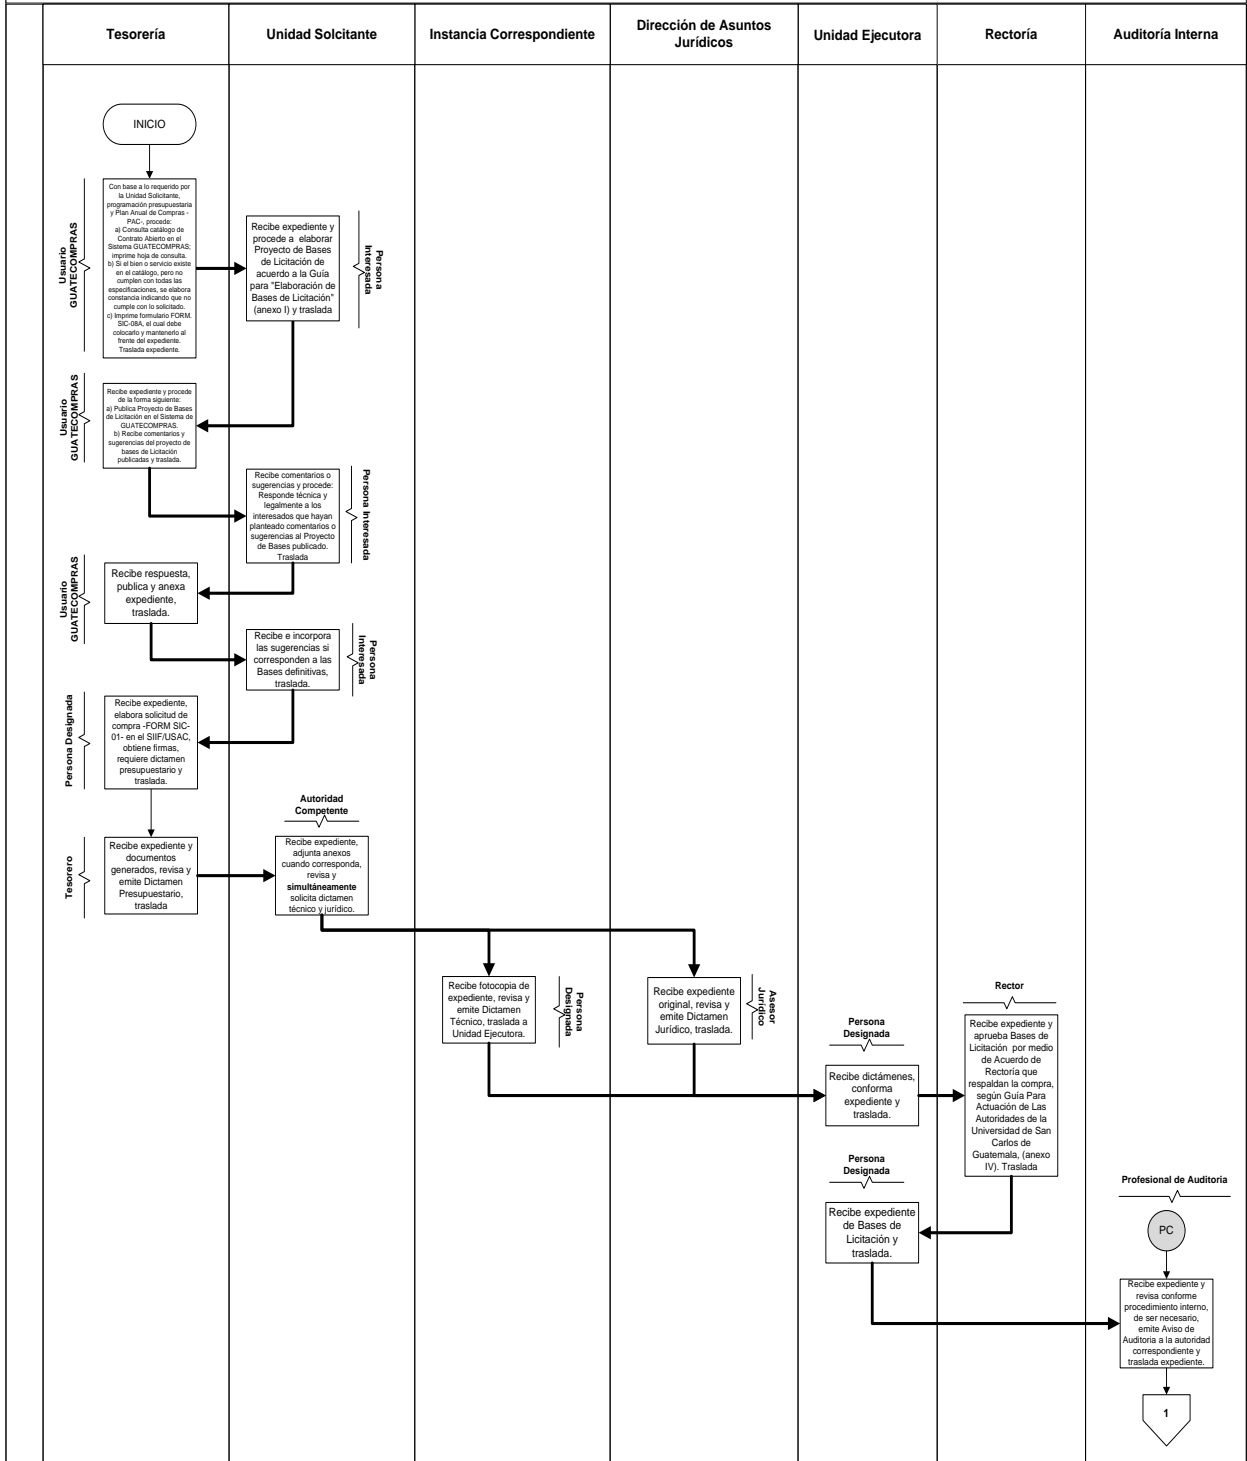 Tesorería
Unidad Solcitante
Instancia Correspondiente
Dirección de Asuntos
Jurídicos
Unidad Ejecutora
Rectoría
Auditoría Interna
INICIO
Usuario
GUATECOMPRAS
Con base a lo requerido por
la Unidad Solicitante,
programación presupuestaria
y Plan Anual de Compras -
PAC-, procede:
a) Consulta catálogo de
Contrato Abierto en el
Sistema GUATECOMPRAS;
imprime hoja de consulta.
b) Si el bien o servicio existe
en el catálogo, pero no
cumplen con todas las
especificaciones, se elabora
constancia indicando que no
cumple con lo solicitado.
c) Imprime formulario FORM.
SIC-08A, el cual debe
colocarlo y mantenerlo al
frente del expediente.
Traslada expediente.
Recibe expediente y
procede a elaborar
Proyecto de Bases
de Licitación de
acuerdo a la Guía
para "Elaboración de
Bases de Licitación"
(anexo I) y traslada
Persona
Interesada
Usuario
GUATECOMPRAS
Recibe expediente y procede
de la forma siguiente:
a) Publica Proyecto de Bases
de Licitación en el Sistema de
GUATECOMPRAS.
b) Recibe comentarios y
sugerencias del proyecto de
bases de Licitación
publicadas y traslada.
Recibe comentarios o
sugerencias y procede:
Responde técnica y
legalmente a los
interesados que hayan
planteado comentarios o
sugerencias al Proyecto
de Bases publicado.
Traslada
Persona Interesada
Usuario
GUATECOMPRAS
Recibe respuesta,
publica y anexa
expediente,
traslada.
Recibe e incorpora
las sugerencias si
corresponden a las
Bases definitivas,
traslada.
Persona
Interesada
Persona Designada
Recibe expediente,
elabora solicitud de
compra -FORM SIC-
01- en el SIIF/USAC,
obtiene firmas,
requiere dictamen
presupuestario y
traslada.
Tesorero
Recibe expediente y
documentos
generados, revisa y
emite Dictamen
Presupuestario,
traslada
Autoridad
Competente
Recibe expediente,
adjunta anexos
cuando corresponda,
revisa y
simultáneamente
solicita dictamen
técnico y jurídico.
Recibe fotocopia de
expediente, revisa y
emite Dictamen
Técnico, traslada a
Unidad Ejecutora.
Persona
Designada
Recibe expediente
original, revisa y
emite Dictamen
Jurídico, traslada.
Asesor
Jurídico
Persona
Designada
Recibe dictámenes,
conforma
expediente y
traslada.
Rector
Recibe expediente y
aprueba Bases de
Licitación por medio
de Acuerdo de
Rectoría que
respaldan la compra,
según Guía Para
Actuación de Las
Autoridades de la
Universidad de San
Carlos de
Guatemala, (anexo
IV). Traslada
Persona
Designada
Recibe expediente
de Bases de
Licitación y
traslada.
Profesional de Auditoria
PC
Recibe expediente y
revisa conforme
procedimiento interno,
de ser necesario,
emite Aviso de
Auditoria a la autoridad
correspondiente y
traslada expediente.
1